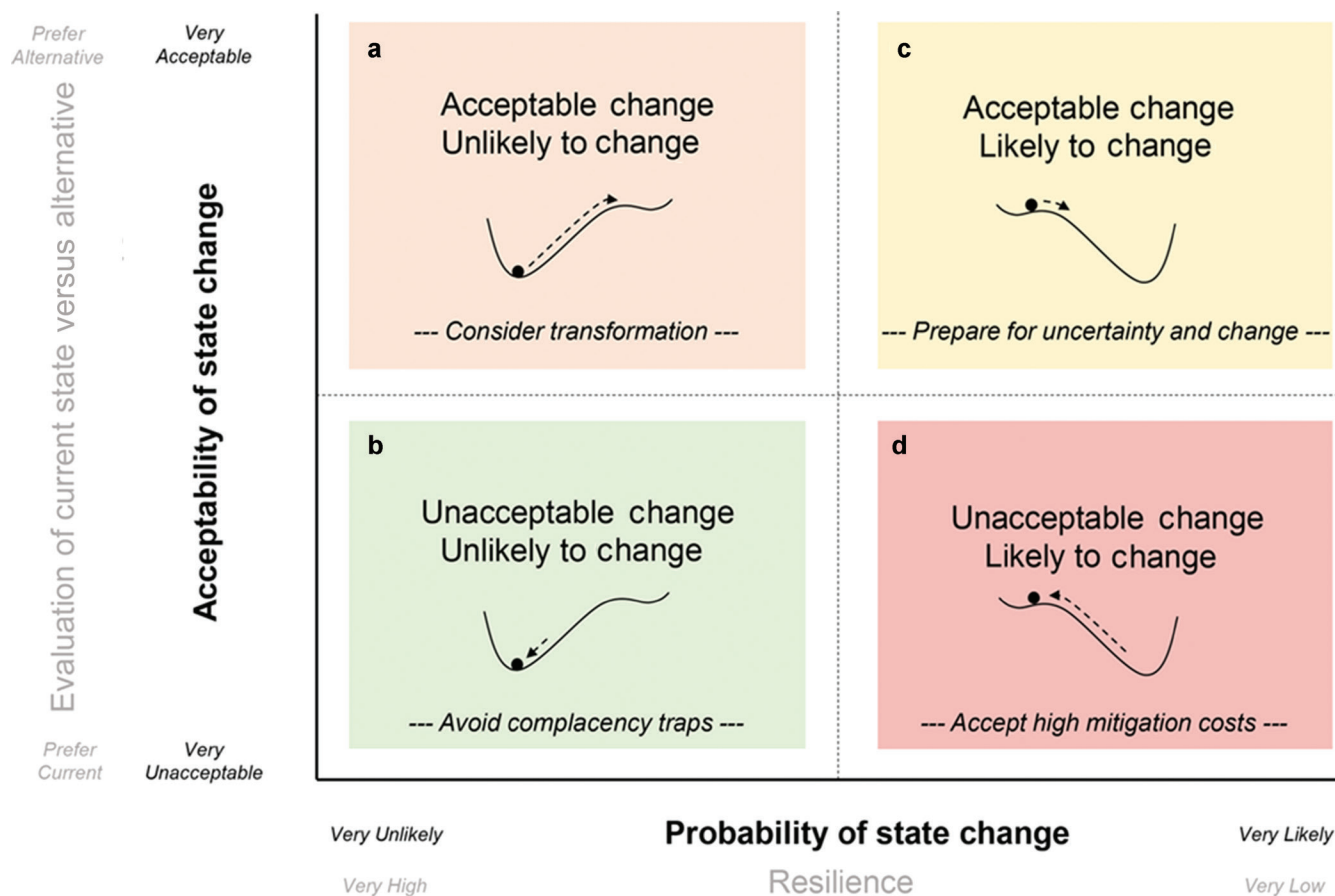 Prefer
Alternative
Very
Acceptable
Evaluation of current state versus alternative
Acceptability of state change
Prefer
Current
Very
Unacceptable
a
Acceptable change
Unlikely to change
--- Consider transformation ---
c
Acceptable change
Likely to change
--- Prepare for uncertainty and change ---
b
Unacceptable change
Unlikely to change
--- Avoid complacency traps ---
d
Unacceptable change
Likely to change
--- Accept high mitigation costs ---
Very Unlikely
Probability of state change
Very Likely
Very High
Resilience
Very Low